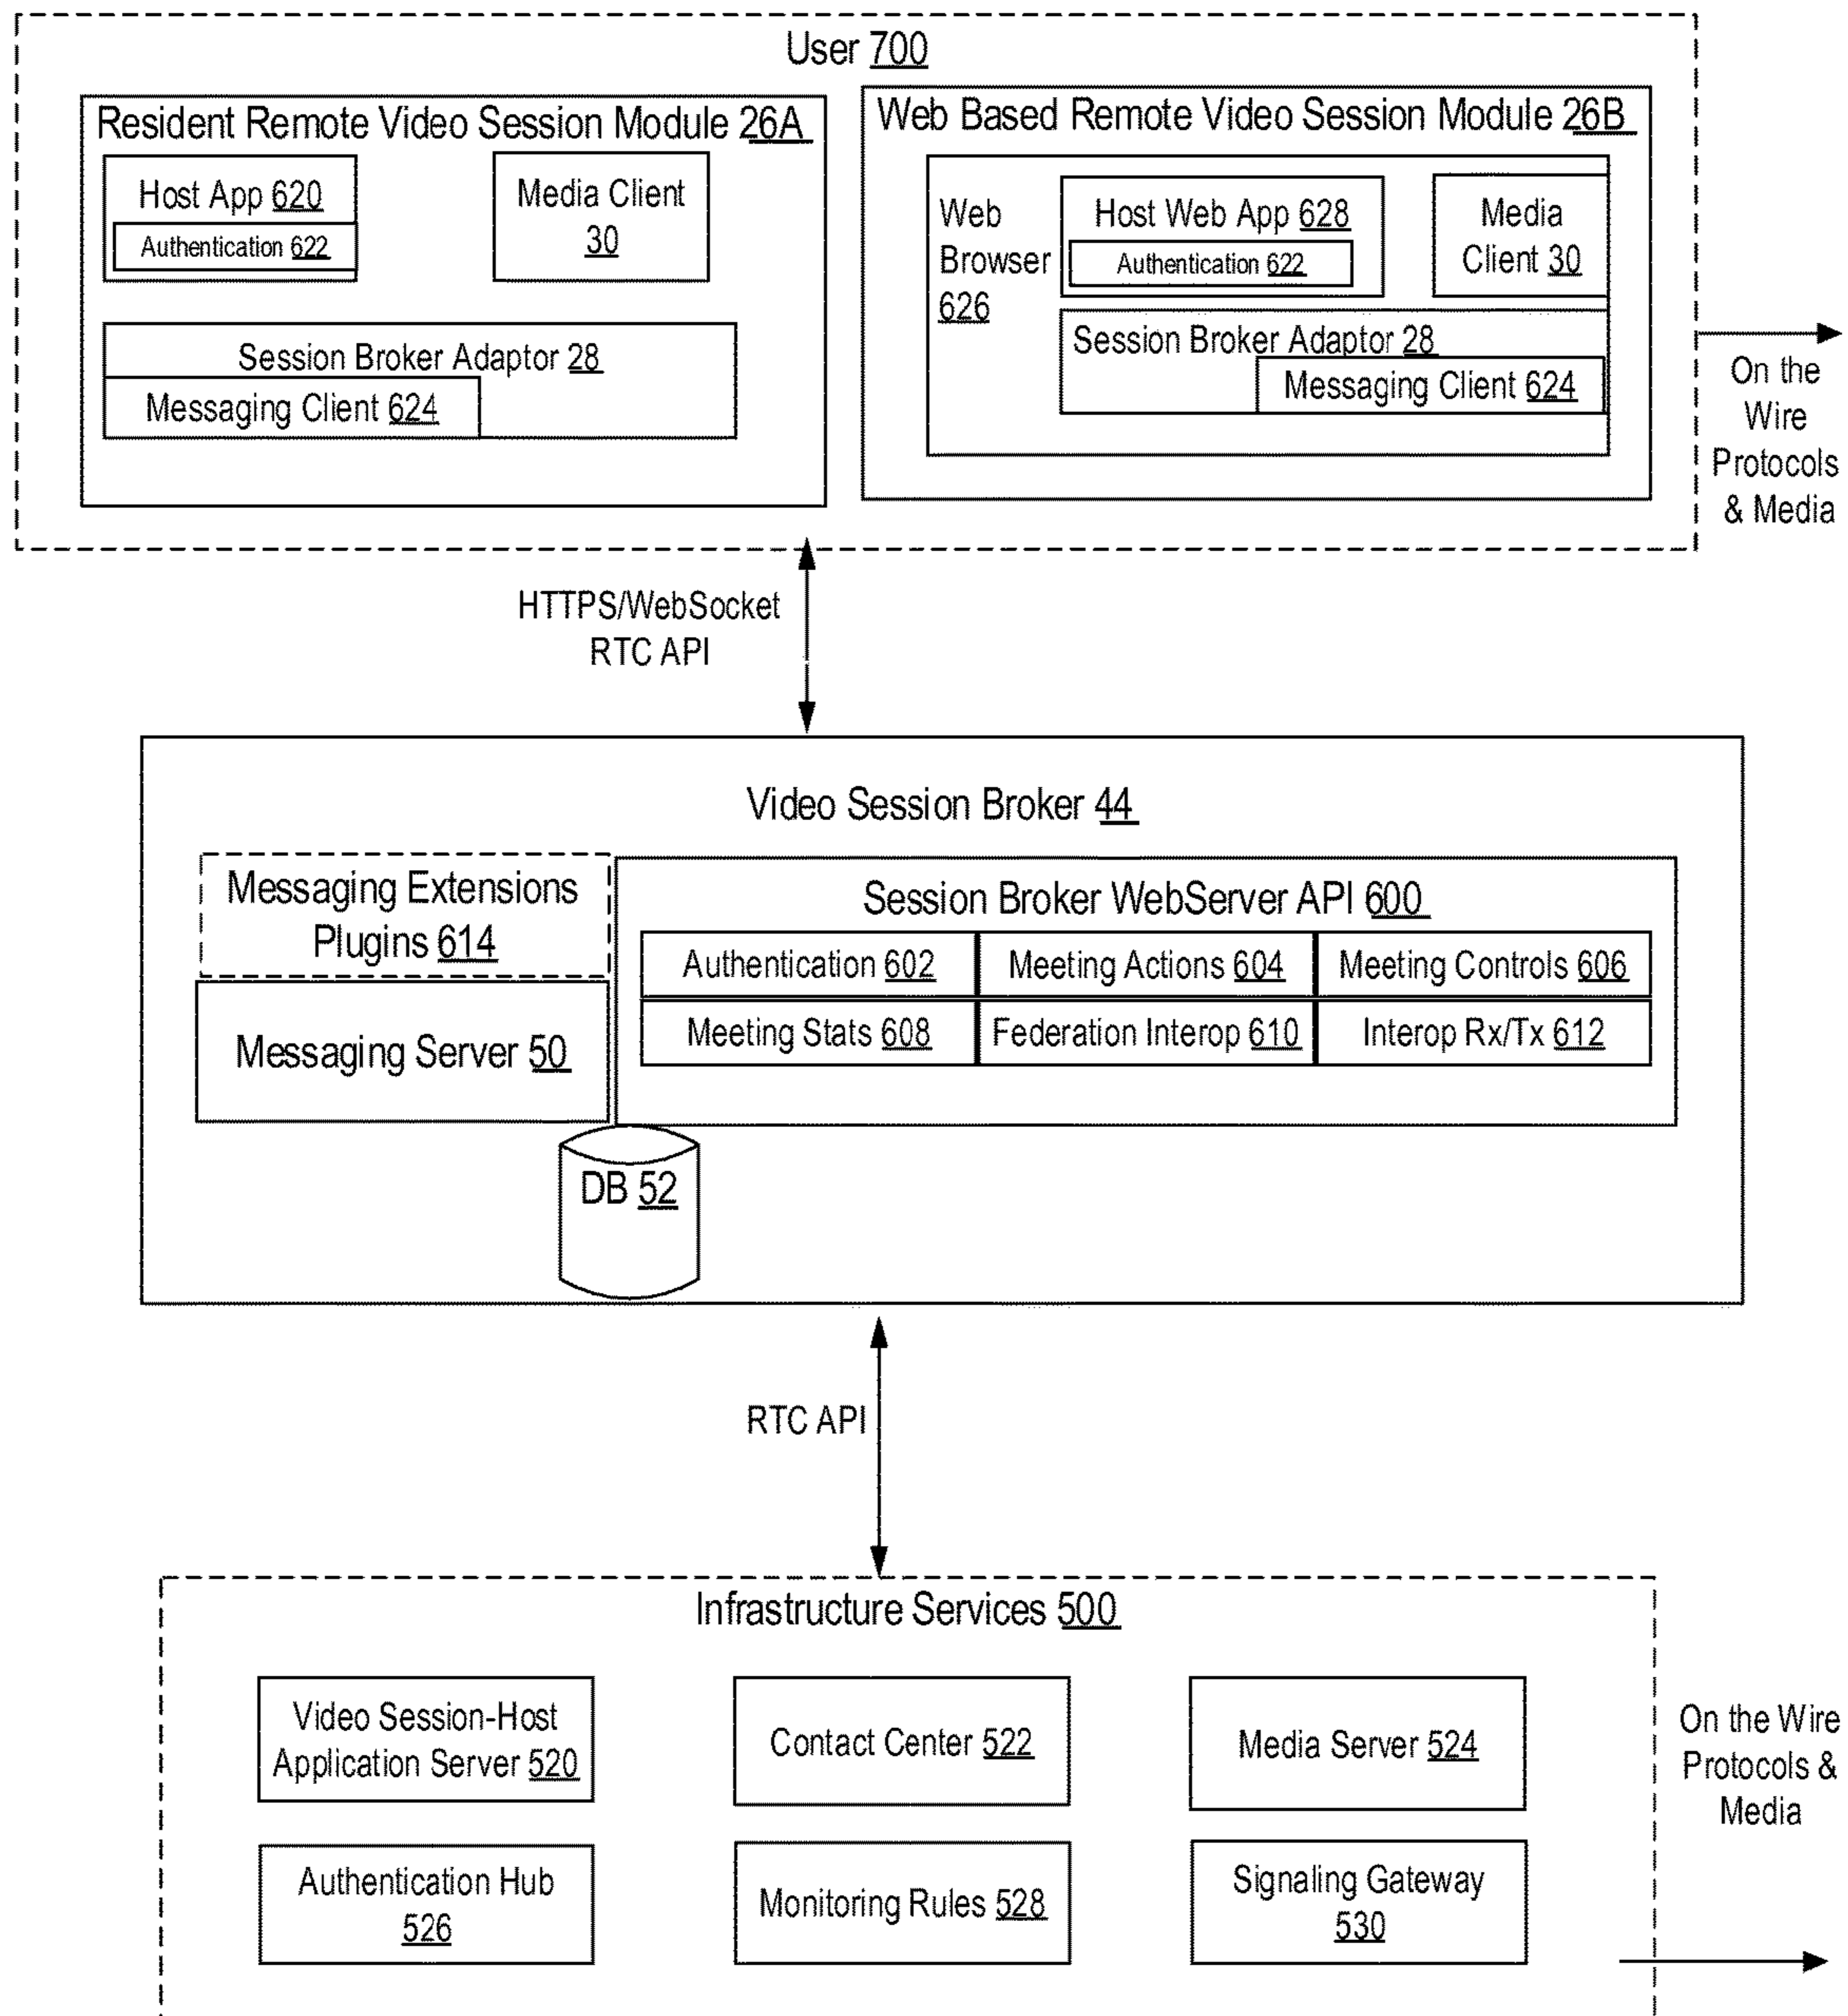 User 700
Resident Remote Video Session Module 26A
Host App 620
Authentication 622
Media Client
30
Session Broker Adaptor 28
Messaging Client 624
Web Based Remote Video Session Module 26B
Web
Browser
626
Host Web App 628
Authentication 622
Media
Client 30
Session Broker Adaptor 28
Messaging Client 624
On the
Wire
Protocols
& Media
HTTPS/WebSocket
RTC API
Video Session Broker 44
Messaging Extensions
Plugins 614
Messaging Server 50
Session Broker WebServer API 600
Authentication 602
Meeting Actions 604
Meeting Controls 606
Meeting Stats 608
Federation Interop 610
Interop Rx/Tx 612
DB 52
RTC API
Infrastructure Services 500
Video Session-Host
Application Server 520
Contact Center 522
Media Server 524
Authentication Hub
526
Monitoring Rules 528
Signaling Gateway
530
On the Wire
Protocols &
Media